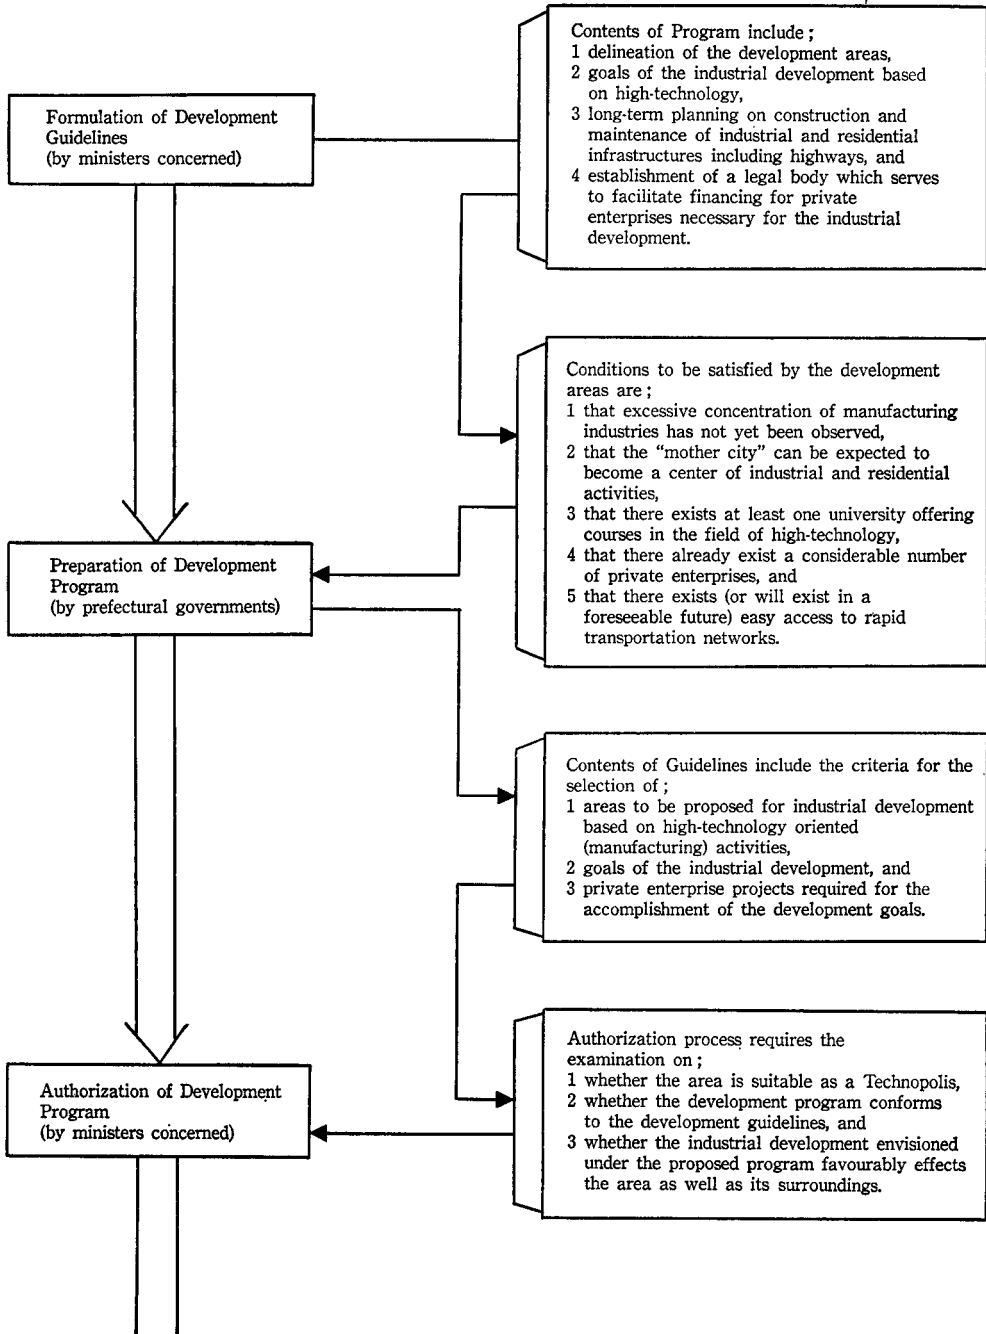 Contents of Program include ;
1 delineation of the development areas,
2 goals of the industrial development based
on high-technology,
3 long-term planning on construction and
maintenance of industrial and residential
infrastructures including highways, and
4 establishment of a legal body which serves
to facilitate financing for private
enterprises necessary for the industrial
development.
Formulation of Development
Guidelines
(by ministers concerned)
Conditions to be satisfied by the development
areas are ;
1 that excessive concentration of manufacturing
industries has not yet been observed,
2 that the “mother city” can be expected to
become a center of industrial and residential
activities,
3 that there exists at least one university offering
courses in the field of high-technology,
4 that there already exist a considerable number
of private enterprises, and
5 that there exists (or will exist in a
foreseeable future) easy access to rapid
transportation networks.
Preparation of Development
Program
(by prefectural governments)
Contents of Guidelines include the criteria for the
selection of ;
1 areas to be proposed for industrial development
based on high-technology oriented
(manufacturing) activities,
2 goals of the industrial development, and
3 private enterprise projects required for the
accomplishment of the development goals.
Authorization process requires the
examination on ;
1 whether the area is suitable as a Technopolis,
2 whether the development program conforms
to the development guidelines, and
3 whether the industrial development envisioned
under the proposed program favourably effects
the area as well as its surroundings.
Authorization of Development
Program
(by ministers concerned)